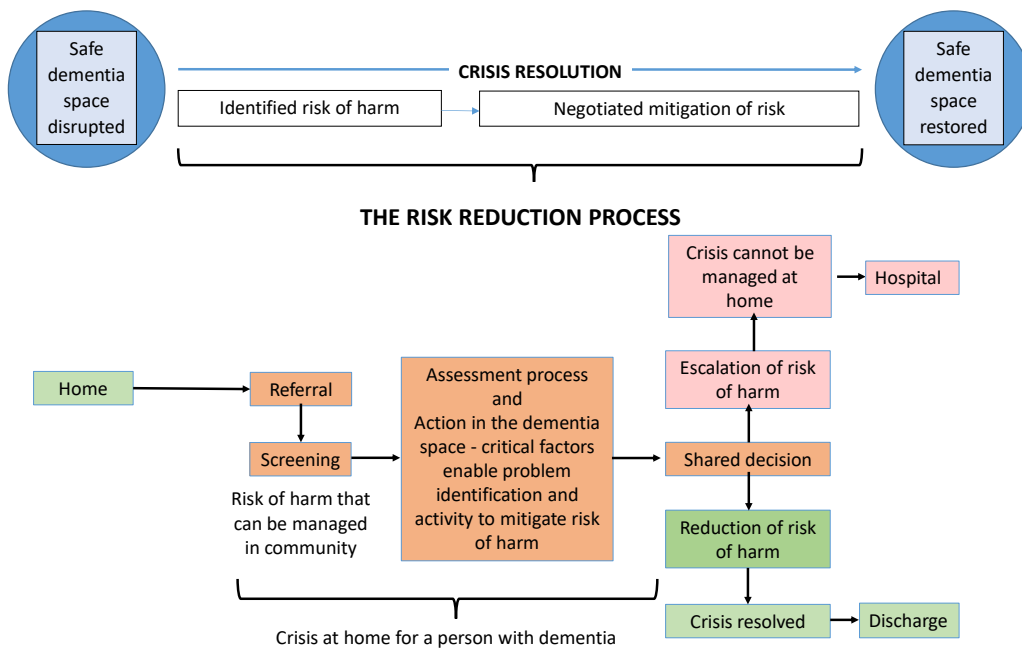 Safe
dementia
space
disrupted
CRISIS RESOLUTION
Identified risk of harm
Negotiated mitigation of risk
Safe
dementia
space
restored
THE RISK REDUCTION PROCESS
Home
Referral
Screening
Risk of harm that
can be managed
in community
Assessment process
and
Action in the dementia
space - critical factors
enable problem
identification and
activity to mitigate risk
of harm
Crisis cannot be
managed at
home
Hospital
Escalation of risk
of harm
Shared decision
Reduction of risk
of harm
Crisis resolved
Discharge
Crisis at home for a person with dementia